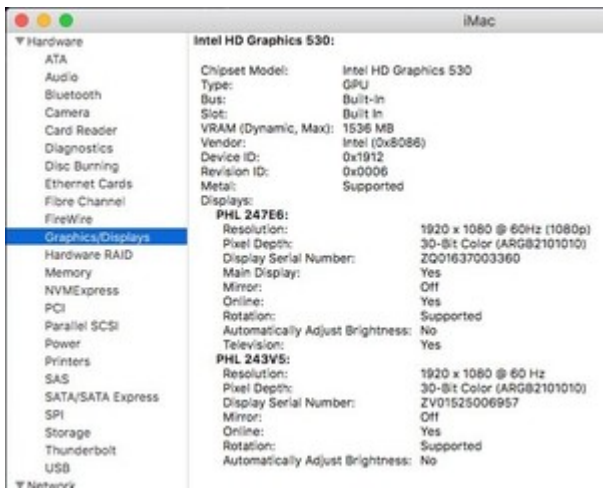 iMac
Hardware
ATA
Audio
Bluetooth
Camera
Card Reader
Diagnostics
Disc Burning
Ethernet Cards
Fibre Channel
FireWire
Graphics/Displays
Hardware RAID
Memory
NVMExpress
PCI
Parallel SCSI
Power
Printers
SAS
SATA/SATA Express
SPI
Storage
Thunderbolt
USB
Network
Intel HD Graphics 530:
Chipset Model: Intel HD Graphics 530
Type: GPU
Bus: Built-In
Slot: Built In
VRAM (Dynamic, Max): 1536 MB
Vendor: Intel (0x8086)
Device ID: 0x1912
Revision ID: 0x0006
Metal: Supported
Displays:
PHL 247E6:
Resolution: 1920 x 1080 @ 60Hz (1080p)
Pixel Depth: 30-Bit Color (ARGB2101010)
Display Serial Number: ZQ01637003360
Main Display: Yes
Mirror: Off
Online: Yes
Rotation: Supported
Automatically Adjust Brightness: No
Television: Yes
PHL 243V5:
Resolution: 1920 x 1080 @ 60 Hz
Pixel Depth: 30-Bit Color (ARGB2101010)
Display Serial Number: ZV01525006957
Mirror: Off
Online: Yes
Rotation: Supported
Automatically Adjust Brightness: No